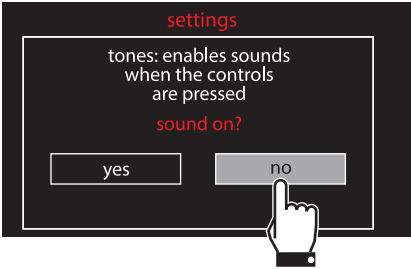 settings
tones: enables sounds
when the controls
are pressed
sound on?
yes
no